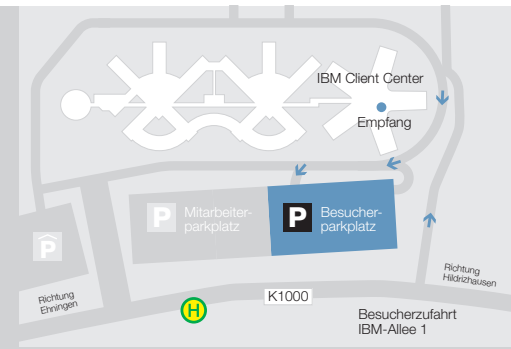 IBM Client Center
Empfang
P
Mitarbeiter-
parkplatz
P
Besucher-
parkplatz
P
Richtung
Ehningen
H
K1000
Richtung
Hildrizhausen
Besucherzufahrt
IBM-Allee 1